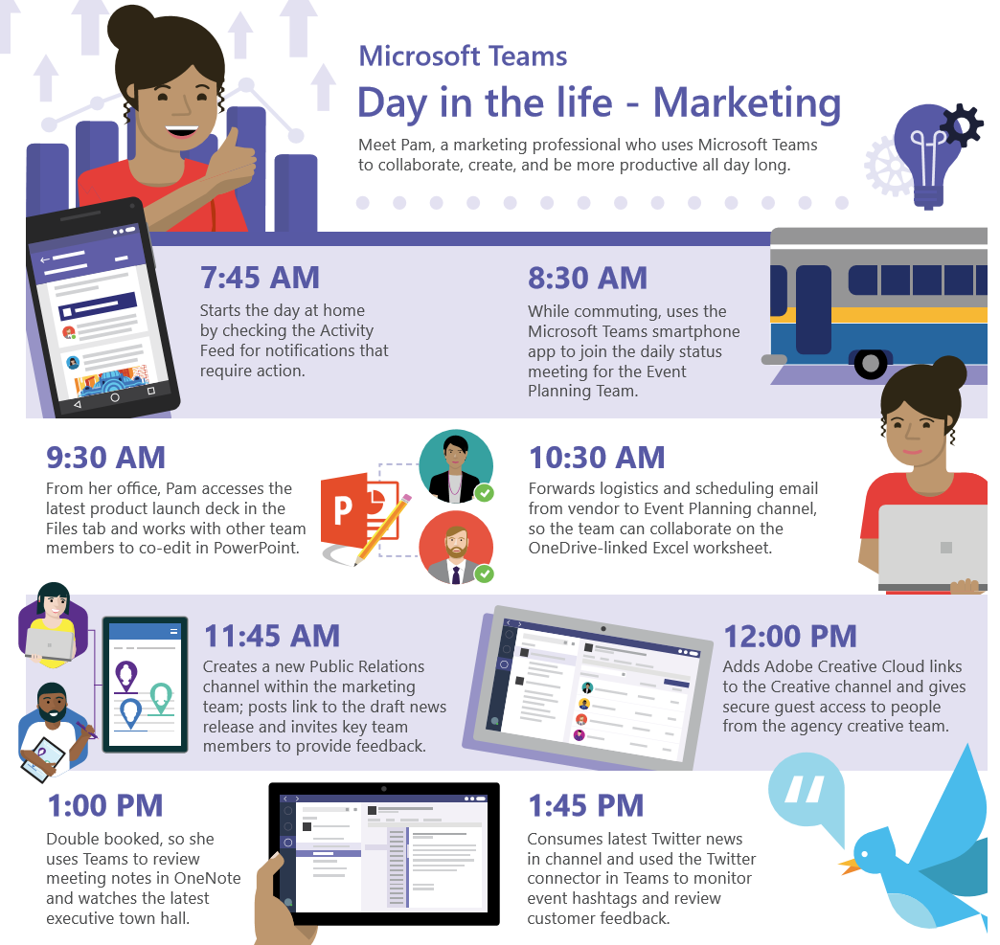 Microsoft Teams
Day in the life - Marketing
Meet Pam, a marketing professional who uses Microsoft Teams
to collaborate, create, and be more productive all day long.
7:45 AM
Starts the day at home
by checking the Activity
Feed for notifications that
require action.
8:30 AM
While commuting, uses the
Microsoft Teams smartphone
app to join the daily status
meeting for the Event
Planning Team.
9:30 AM
From her office, Pam accesses the
latest product launch deck in the
Files tab and works with other team
members to co-edit in PowerPoint.
P
10:30 AM
Forwards logistics and scheduling email
from vendor to Event Planning channel,
so the team can collaborate on the
OneDrive-linked Excel worksheet.
11:45 AM
Creates a new Public Relations
channel within the marketing
team; posts link to the draft news
release and invites key team
members to provide feedback.
12:00 PM
Adds Adobe Creative Cloud links
to the Creative channel and gives
secure guest access to people
from the agency creative team.
1:00 PM
Double booked, so she
uses Teams to review
meeting notes in OneNote
and watches the latest
executive town hall.
1:45 PM
Consumes latest Twitter news
in channel and used the Twitter
connector in Teams to monitor
event hashtags and review
customer feedback.